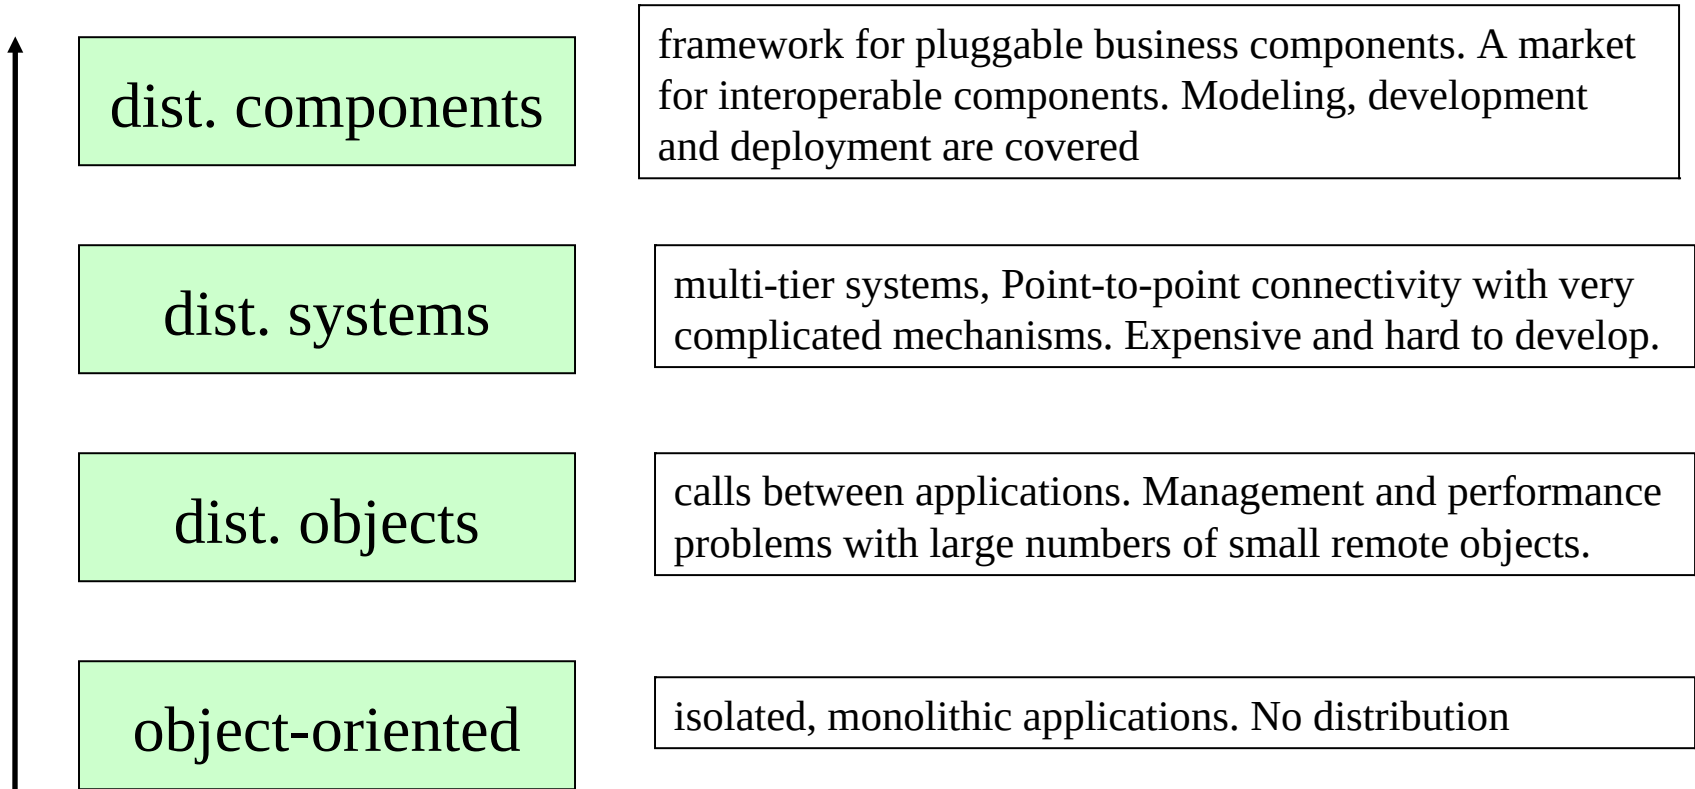 dist. components
framework for pluggable business components. A market
for interoperable components. Modeling, development
and deployment are covered
dist. systems
multi-tier systems, Point-to-point connectivity with very
complicated mechanisms. Expensive and hard to develop.
dist. objects
calls between applications. Management and performance
problems with large numbers of small remote objects.
object-oriented
isolated, monolithic applications. No distribution